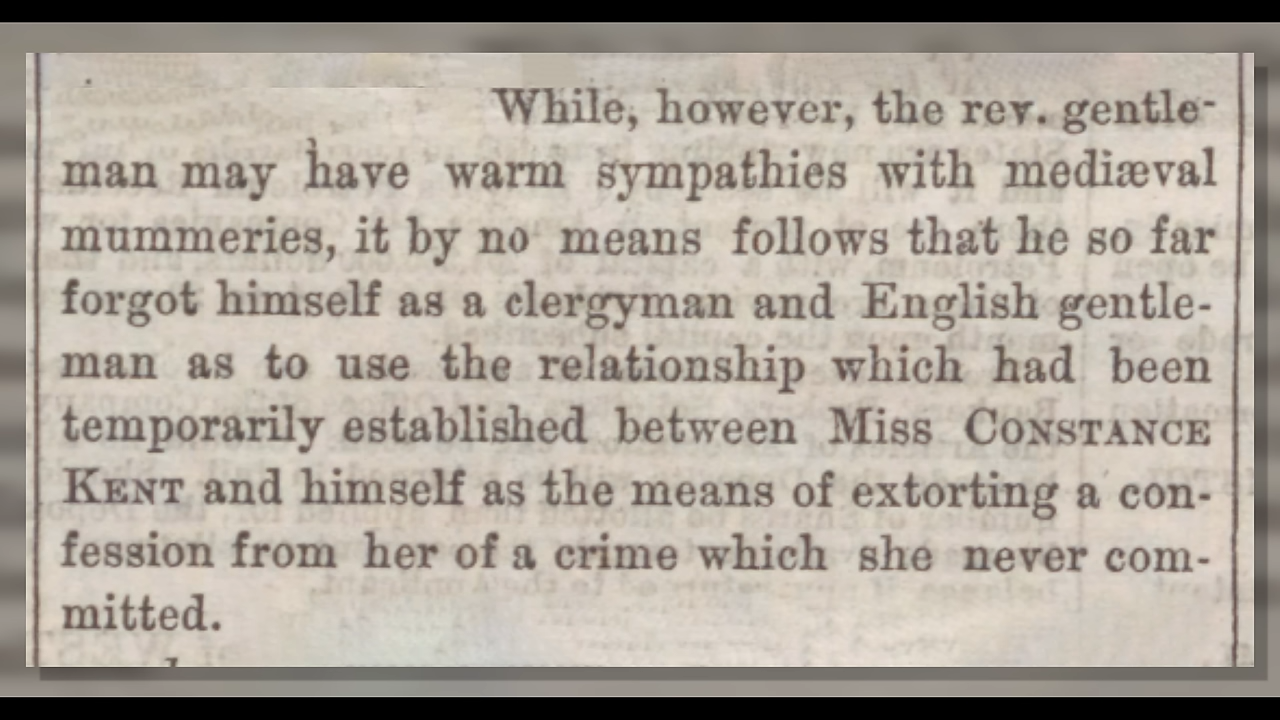 While, however, the rev. gentle-
man may have warm sympathies with mediæval
mummeries, it by no means follows that he so far
forgot himself as a clergyman and English gentle-
man as to use the relationship which had been
temporarily established between Miss CONSTANCE
KENT and himself as the means of extorting a con-
fession from her of a crime which she never com-
mitted.